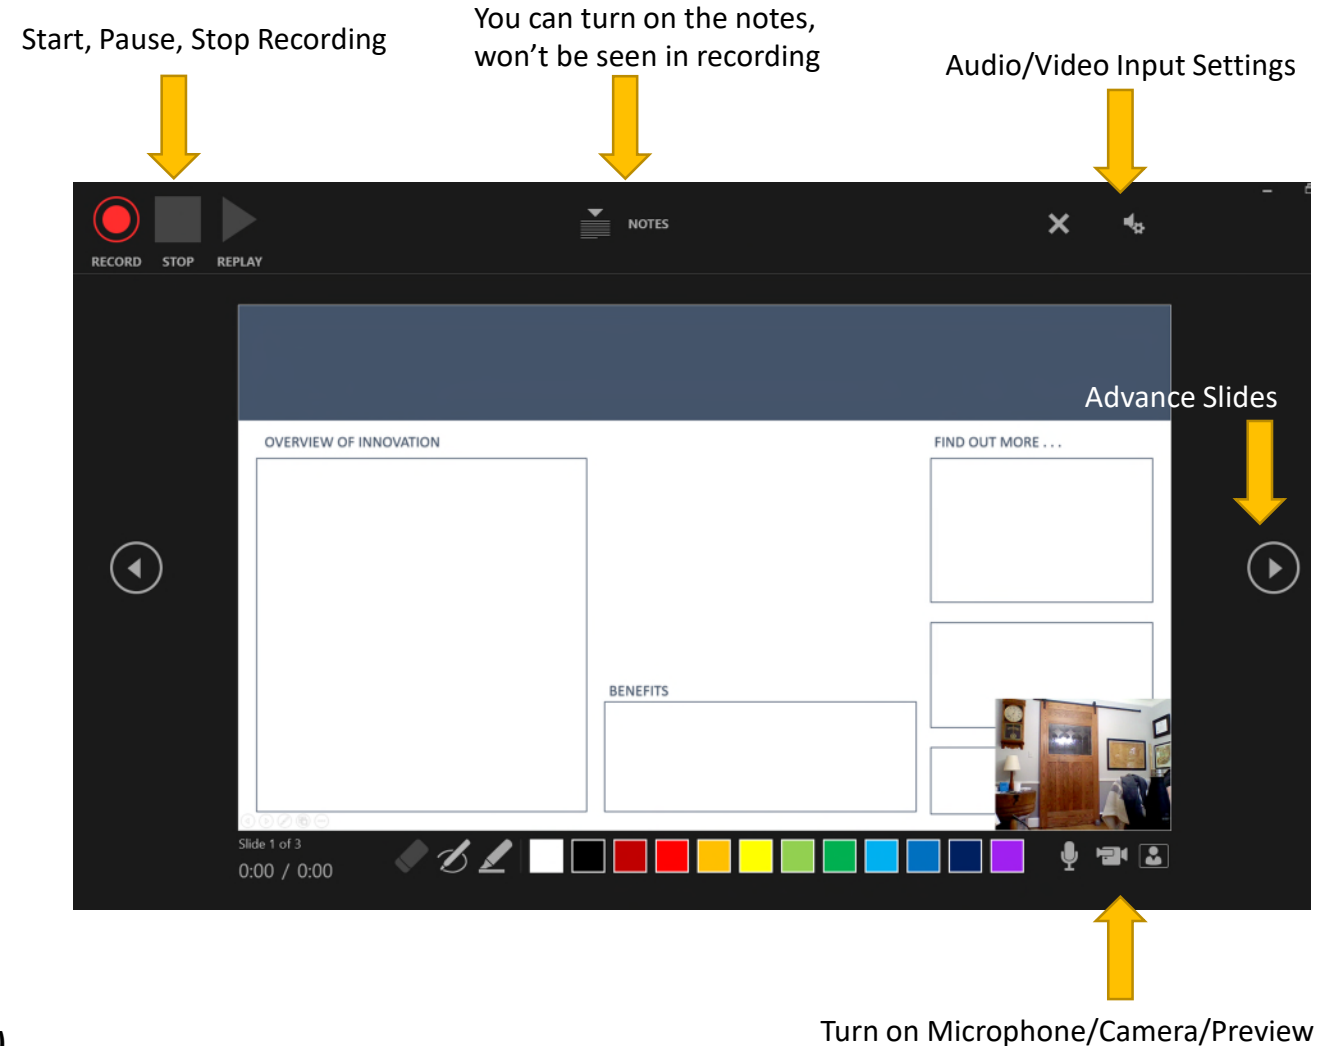 You can turn on the notes,
Start, Pause, Stop Recording
won’t be seen in recording
Audio/Video Input Settings
NOTES
RECORD STOP REPLAY
Advance Slides
OVERVIEW OF INNOVATION
FIND OUT MORE . . .
BENEFITS
Slide 1 of 3
0:00 / 0:00
Turn on Microphone/Camera/Preview
)